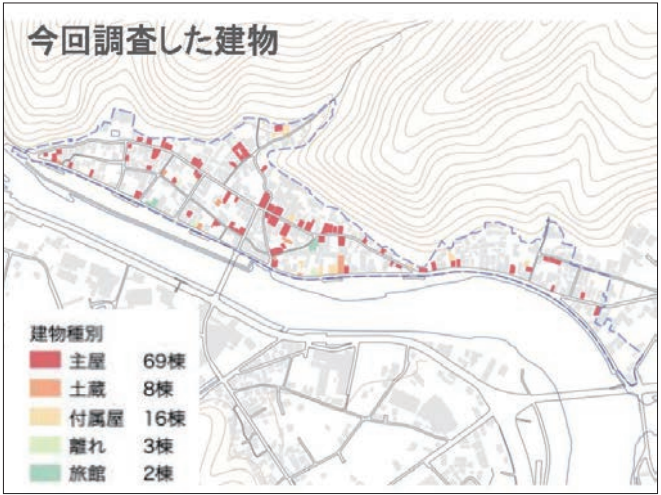 今回調査した建物
建物種別
主屋 69棟
土蔵 8棟
付属屋 16棟
離れ 3棟
旅館 2棟